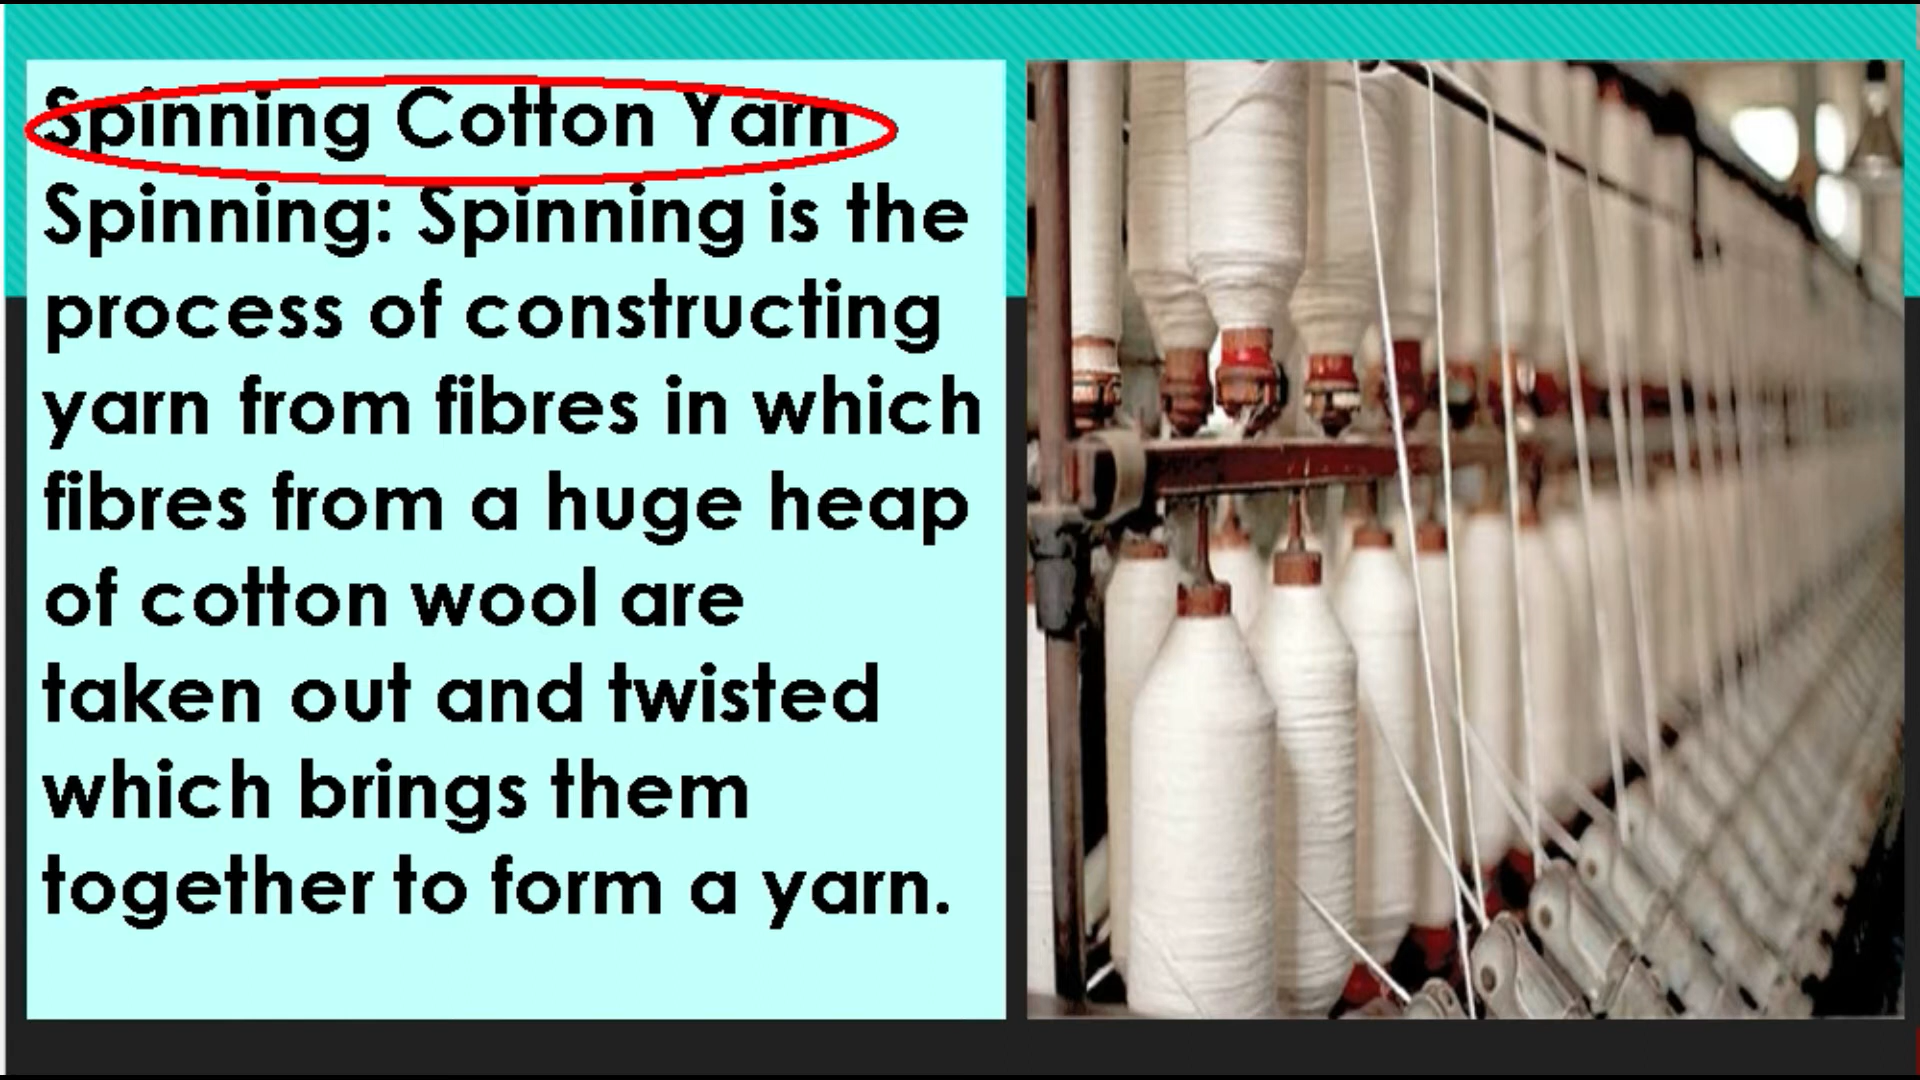 Spinning Cotton Yarn
Spinning: Spinning is the
process of constructing
yarn from fibres in which
fibres from a huge heap
of cotton wool are
taken out and twisted
which brings them
together to form a yarn.